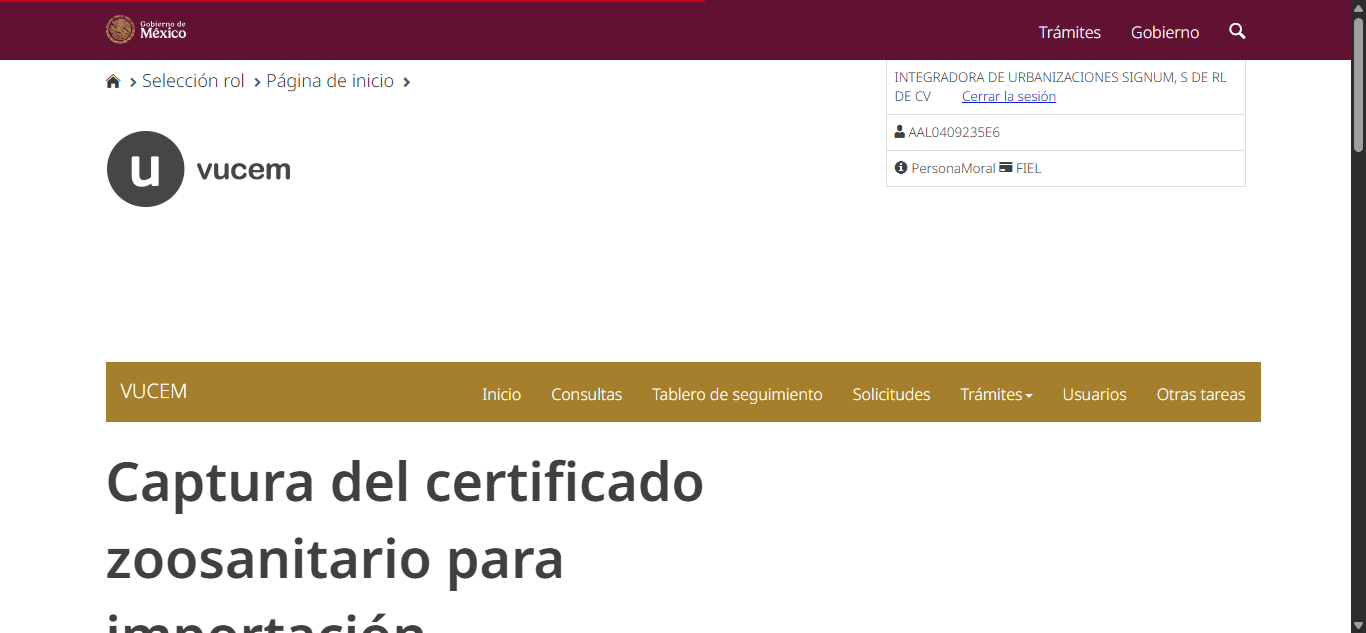 Gobierno de
México
Trámites
Gobierno
Selección rol
Página de inicio
INTEGRADORA DE URBANIZACIONES SIGNUM, S DE RL
DE CV Cerrar la sesión
AAL0409235E6
PersonaMoral FIEL
u vucem
VUCEM
Inicio
Consultas
Tablero de seguimiento
Solicitudes
Trámites
Usuarios
Otras tareas
Captura del certificado
zoosanitario para
importación